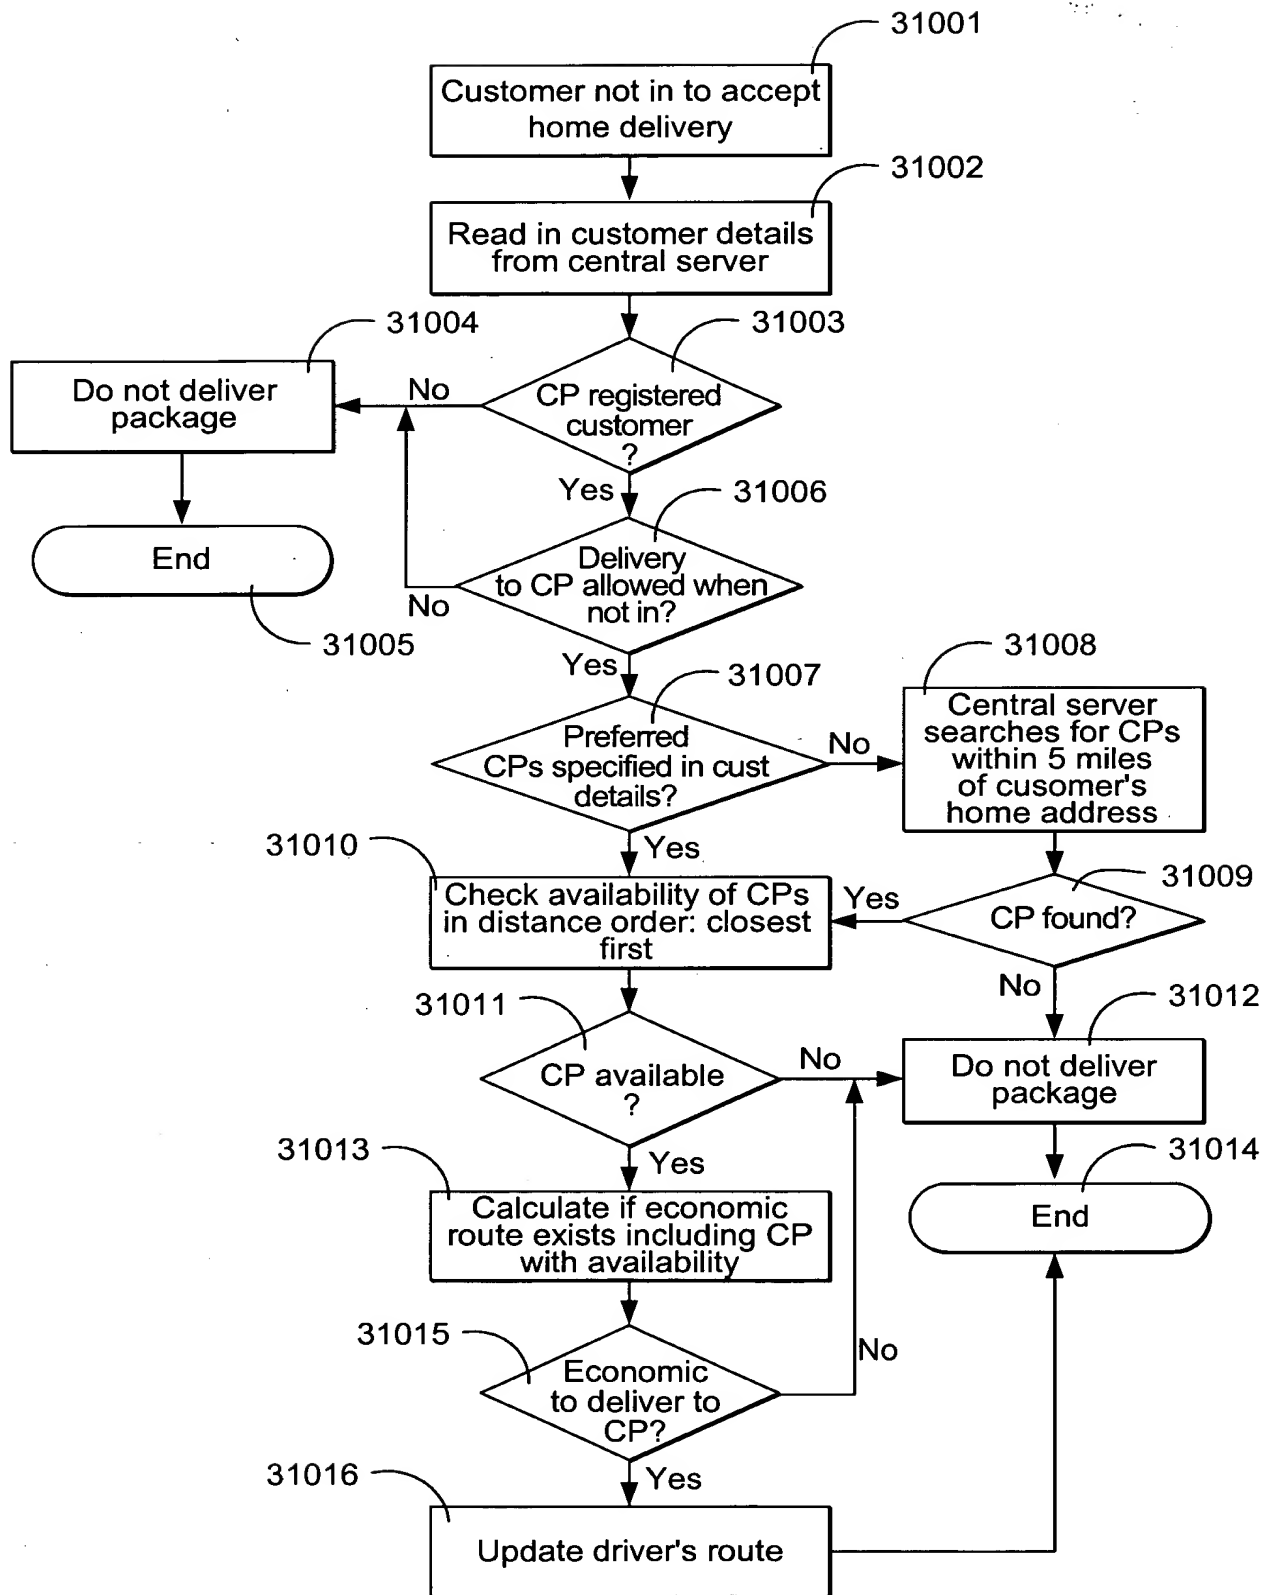 31001
Customer not in to accept
home delivery
31002
Read in customer details
from central server
31004
31003
Do not deliver
package
No
CP registered
customer
?
Yes
31006
End
Delivery
to CP allowed when
not in?
No
31005
Yes
31007
31008
Preferred
CPs specified in cust
details?
No
Central server
searches for CPs
within 5 miles
of cusomer's
home address
Yes
31010
31009
Check availability of CPs
in distance order: closest
first
Yes
CP found?
No
31011
31012
CP available
?
No
Do not deliver
package
31013
Yes
31014
Calculate if economic
route exists including CP
with availability
End
31015
Economic
to deliver to
CP?
No
31016
Yes
Update driver's route